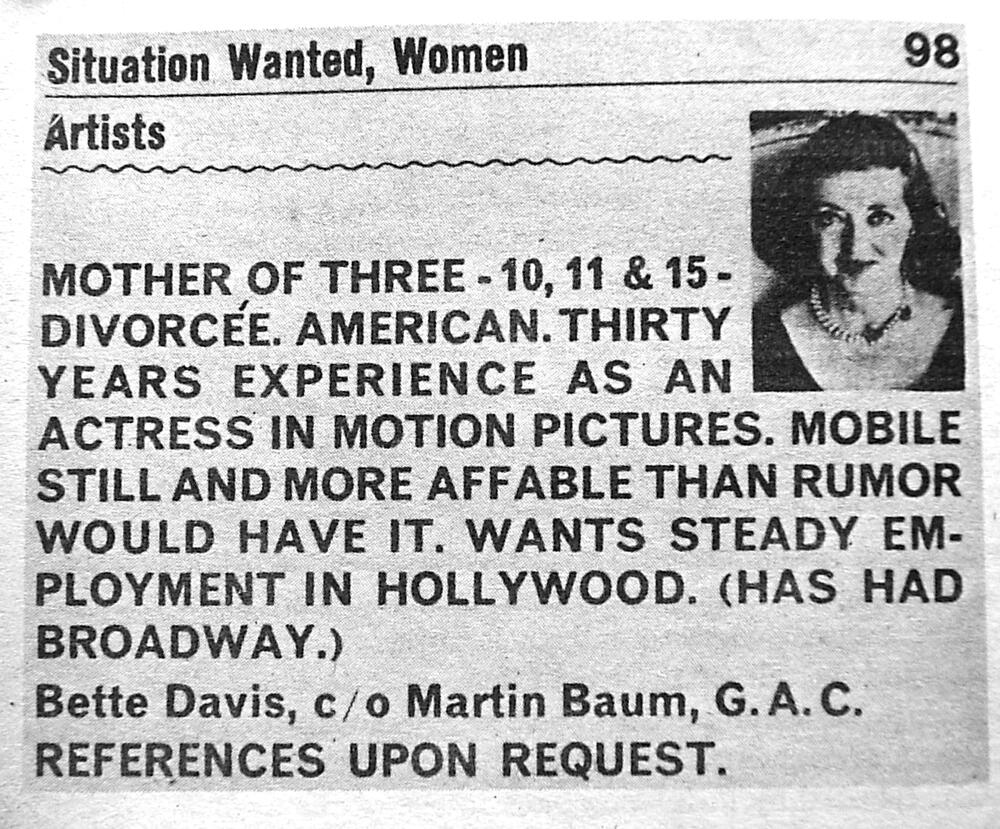 Situation Wanted, Women 98
Artists
MOTHER OF THREE - 10, 11 & 15 -
DIVORCÉE. AMERICAN. THIRTY
YEARS EXPERIENCE AS AN
ACTRESS IN MOTION PICTURES. MOBILE
STILL AND MORE AFFABLE THAN RUMOR
WOULD HAVE IT. WANTS STEADY EM-
PLOYMENT IN HOLLYWOOD. (HAS HAD
BROADWAY.)
Bette Davis, c/o Martin Baum, G.A.C.
REFERENCES UPON REQUEST.